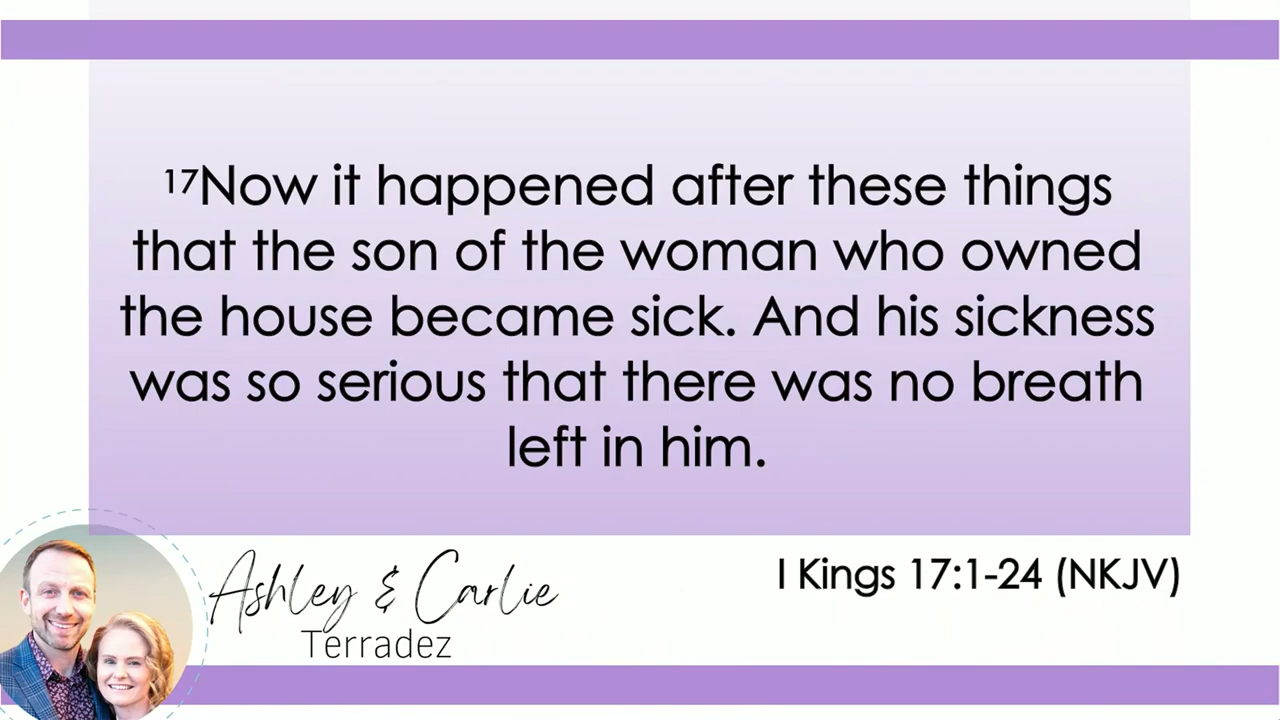 ¹⁷Now it happened after these things
that the son of the woman who owned
the house became sick. And his sickness
was so serious that there was no breath
left in him.
I Kings 17:1-24 (NKJV)
Ashley & Carlie
Terradez